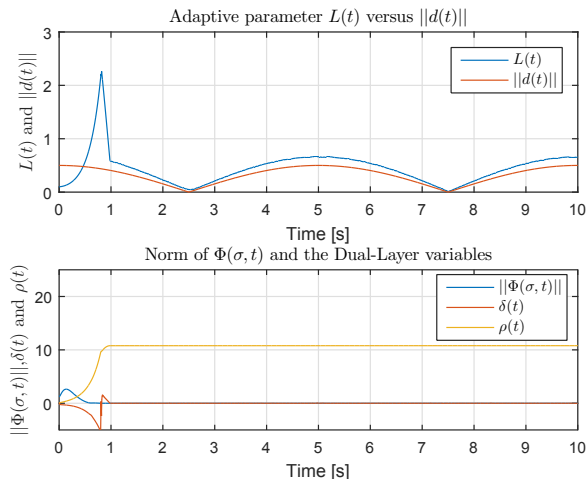 Adaptive parameter L(t) versus ||d(t)||
L(t) and ||d(t)||
3
2
1
0
L(t)
||d(t)||
0 1 2 3 4 5 6 7 8 9 10
Time [s]
Norm of Φ(σ, t) and the Dual-Layer variables
||Φ(σ, t)||,δ(t) and ρ(t)
20
10
0
||Φ(σ, t)||
δ(t)
ρ(t)
0 1 2 3 4 5 6 7 8 9 10
Time [s]